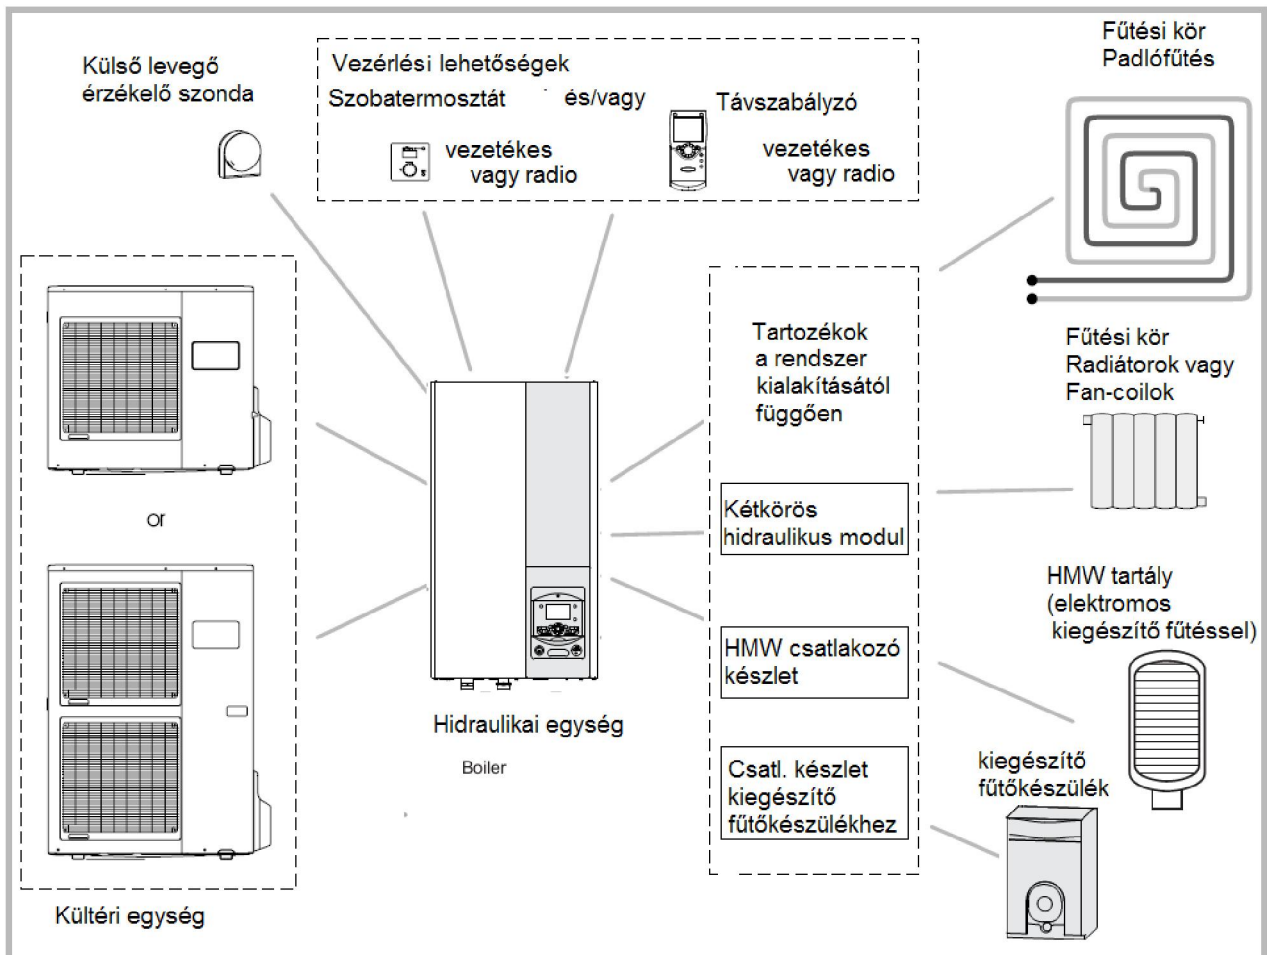 Külső levegő
érzékelő szonda
Vezérlési lehetőségek
Szobatermosztát és/vagy Távszabályzó
vezetékes
vagy radio
vezetékes
vagy radio
Fűtési kör
Padlófűtés
or
Kültéri egység
Hidraulikai egység
Boiler
Tartozékok
a rendszer
kialakításától
függően
Kétkörös
hidraulikus modul
HMW csatlakozó
készlet
Csatl. készlet
kiegészítő
fűtőkészülékhez
Fűtési kör
Radiátorok vagy
Fan-coilok
HMW tartály
(elektromos
kiegészítő fűtéssel)
kiegészítő
fűtőkészülék